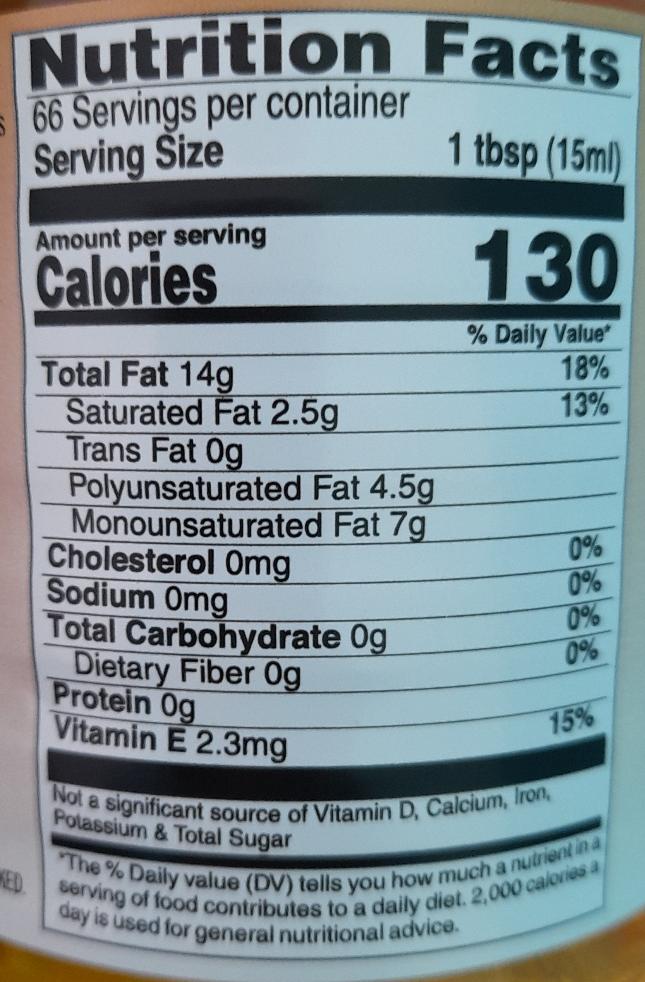 Nutrition Facts
66 Servings per container
Serving Size 1 tbsp (15ml)
Amount per serving
Calories 130
% Daily Value*
Total Fat 14g 18%
Saturated Fat 2.5g 13%
Trans Fat 0g
Polyunsaturated Fat 4.5g
Monounsaturated Fat 7g
Cholesterol 0mg 0%
Sodium 0mg 0%
Total Carbohydrate 0g 0%
Dietary Fiber 0g 0%
Protein 0g
Vitamin E 2.3mg 15%
Not a significant source of Vitamin D, Calcium, Iron,
Potassium & Total Sugar
*The % Daily value (DV) tells you how much a nutrient in a
serving of food contributes to a daily diet. 2,000 calories a
day is used for general nutritional advice.